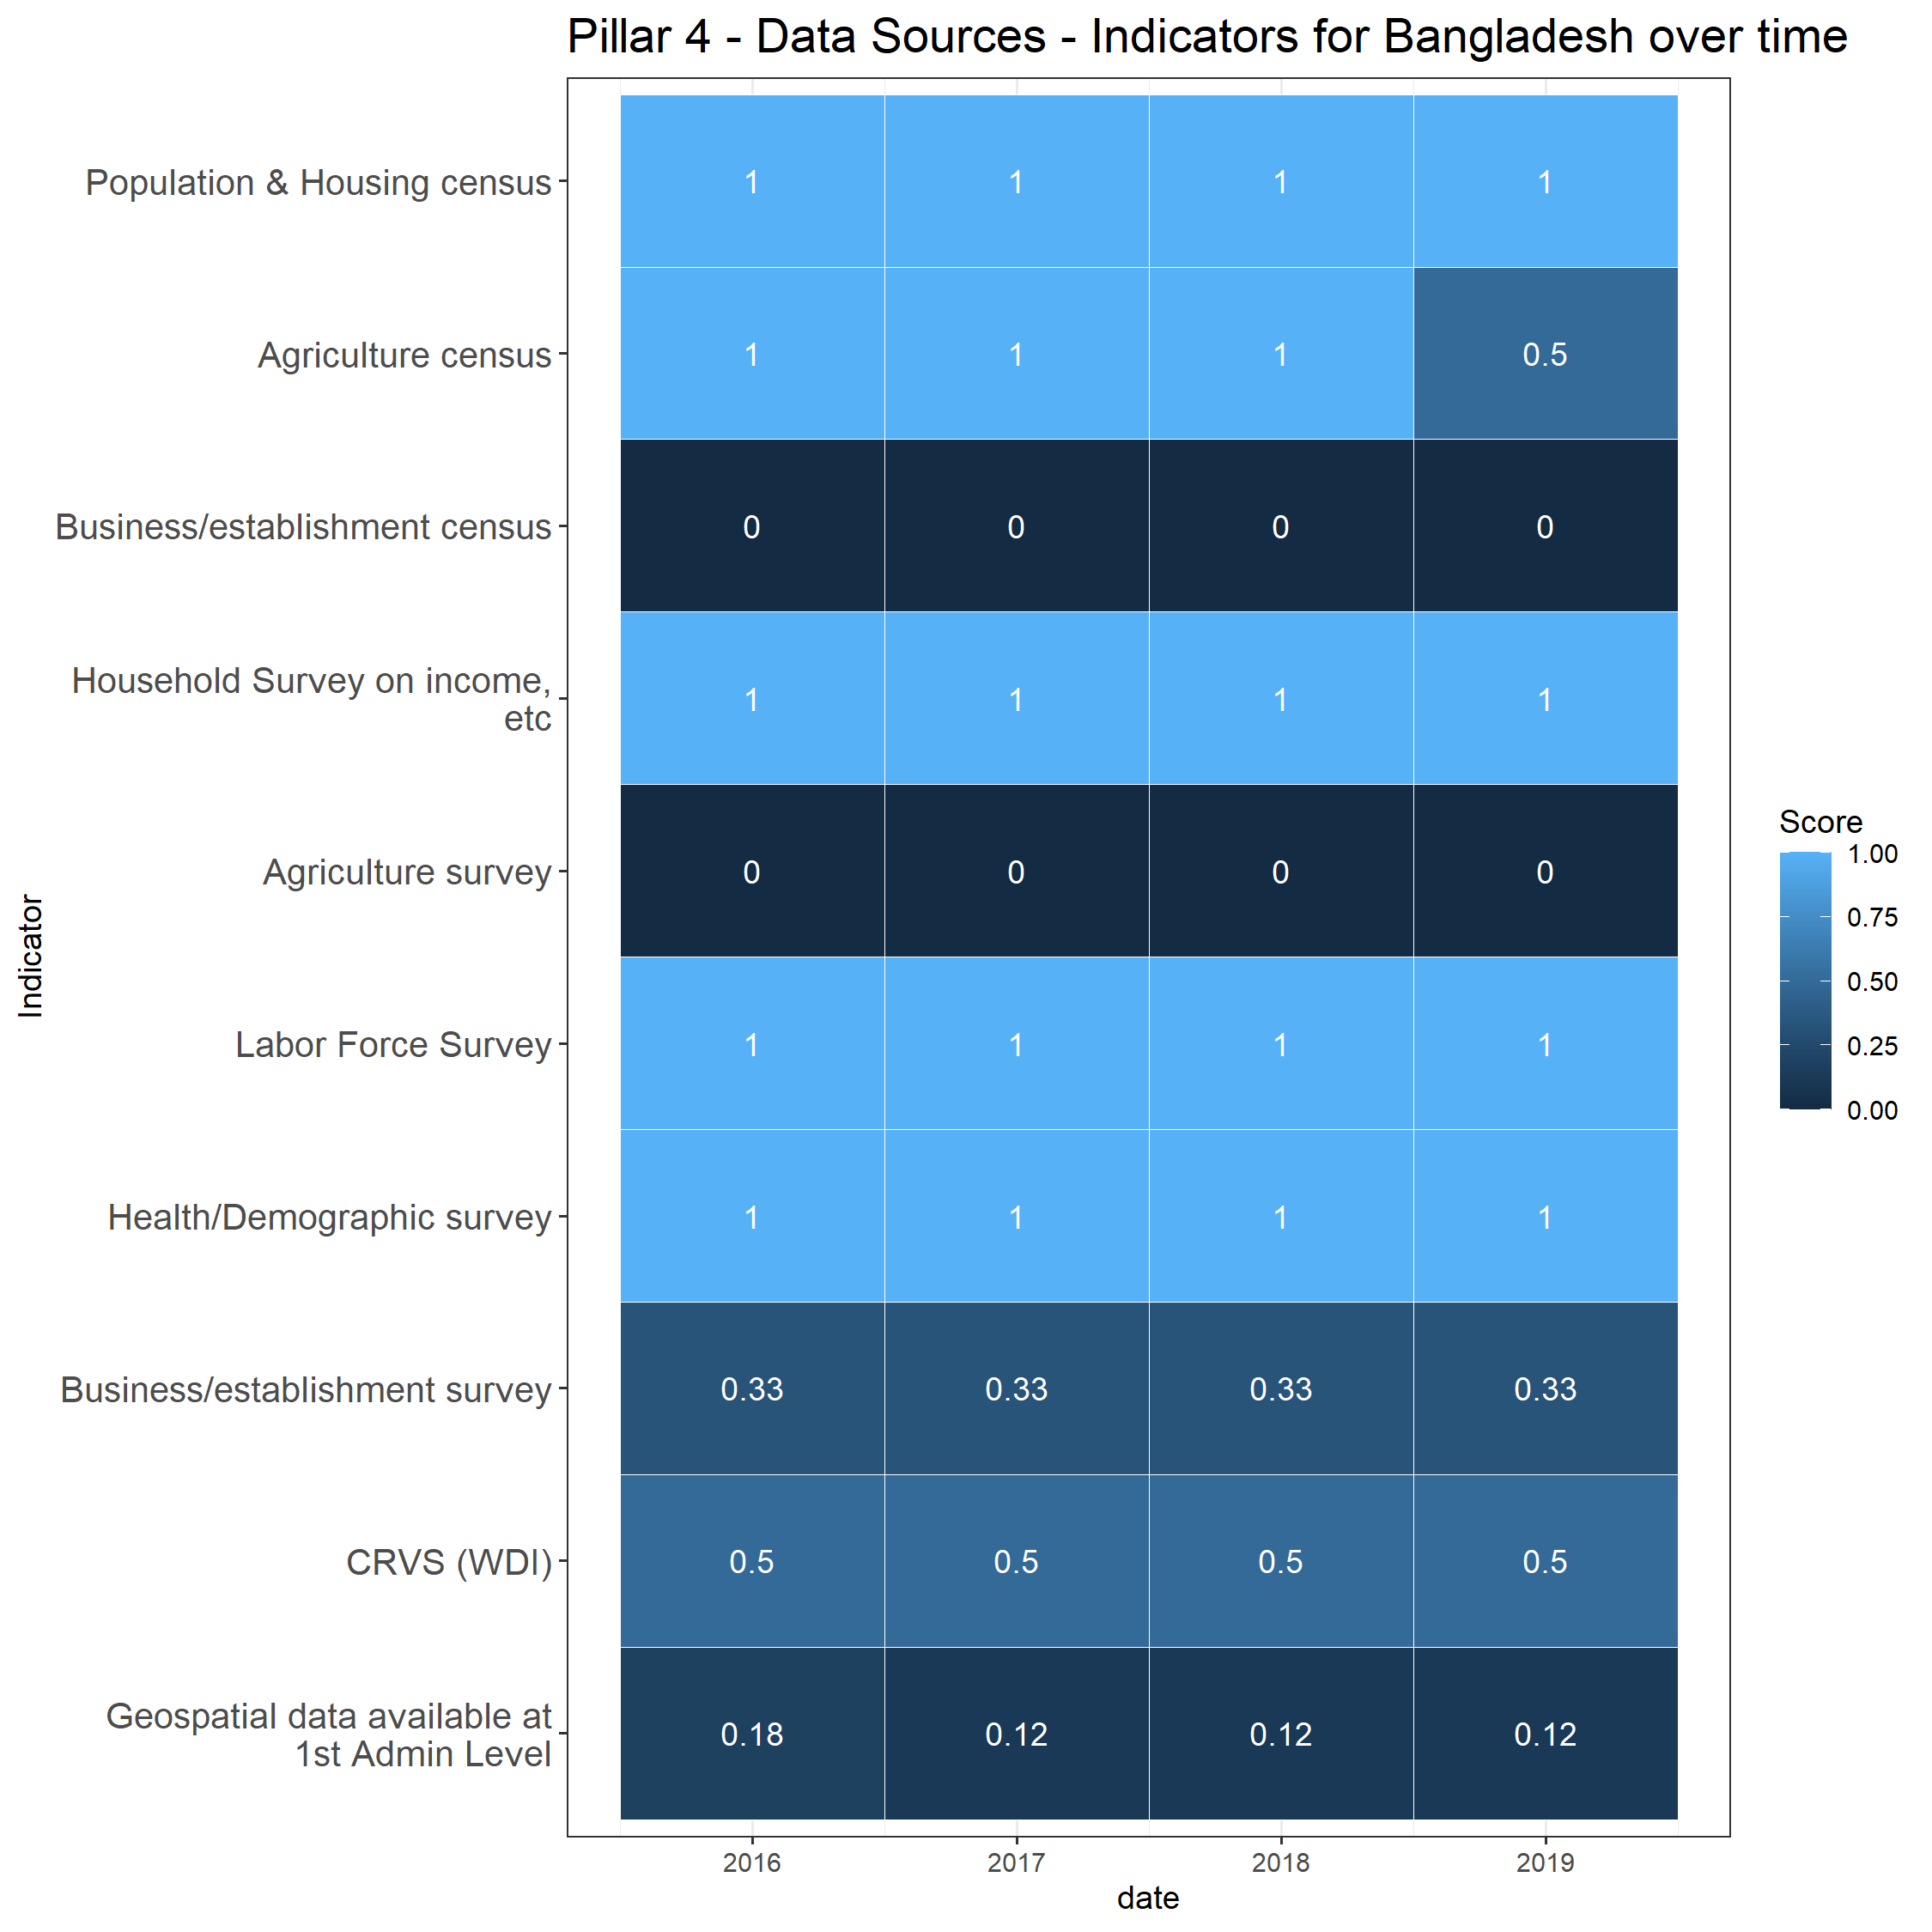 Pillar 4 - Data Sources - Indicators for Bangladesh over time
Indicator
Population & Housing census
1 1 1 1
Agriculture census
1 1 1 0.5
Business/establishment census
0 0 0 0
Household Survey on income,
etc
1 1 1 1
Agriculture survey
0 0 0 0
Labor Force Survey
1 1 1 1
Health/Demographic survey
1 1 1 1
Business/establishment survey
0.33 0.33 0.33 0.33
CRVS (WDI)
0.5 0.5 0.5 0.5
Geospatial data available at
1st Admin Level
0.18 0.12 0.12 0.12
2016 2017 2018 2019
date
Score
1.00
0.75
0.50
0.25
0.00